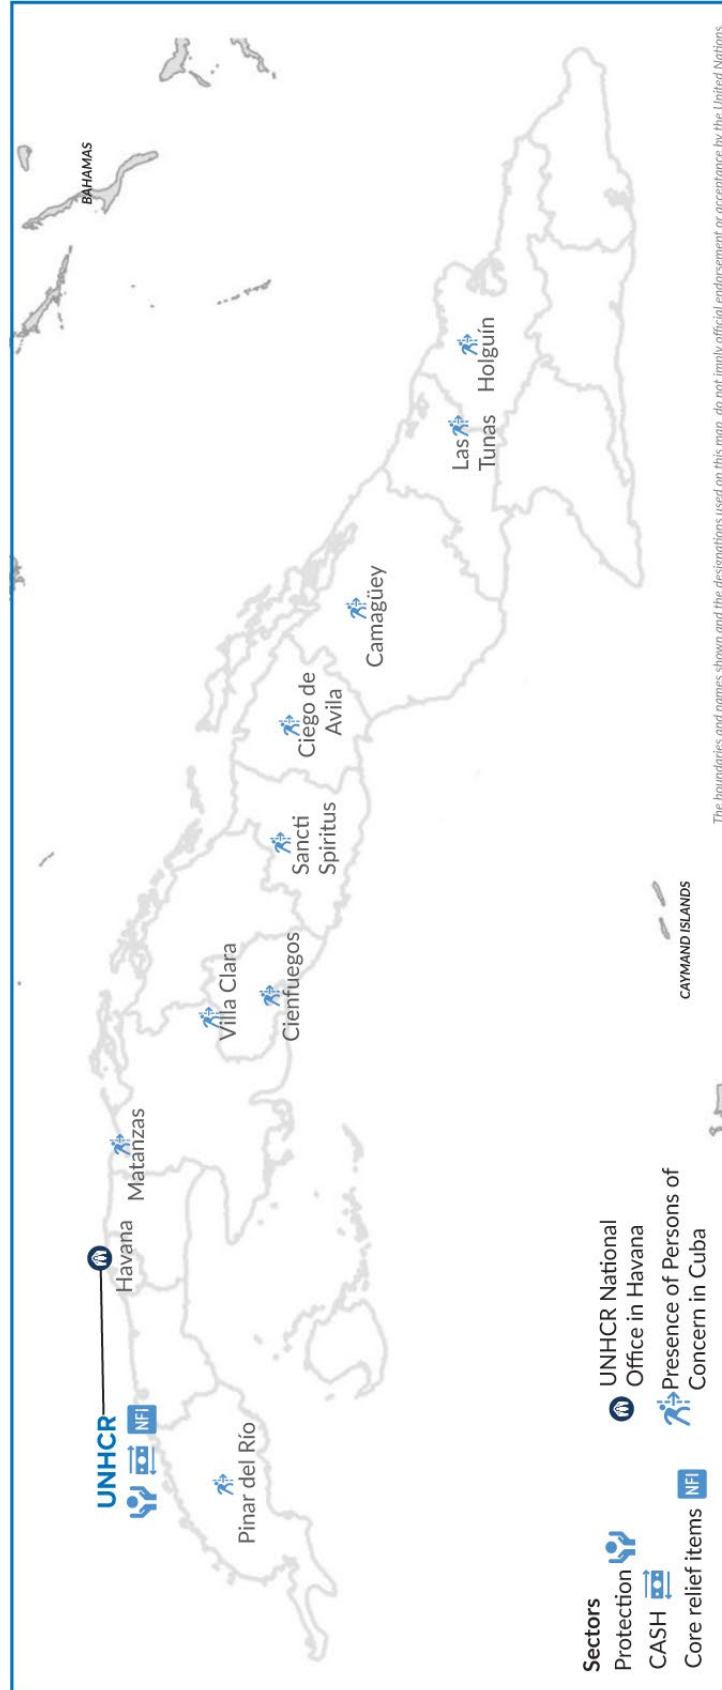 BAHAMAS
UNHCR
NFI
Havana
Matanzas
Pinar del Río
Villa Clara
Cienfuegos
Sancti
Spiritus
Ciego de
Avila
Camagüey
Las
Tunas
Holguín
CAYMAND ISLANDS
Sectors
Protection
CASH
Core relief items NFI
UNHCR National
Office in Havana
Presence of Persons of
Concern in Cuba
The boundaries and names shown and the designations used on this map do not imply official endorsement or acceptance by the United Nations